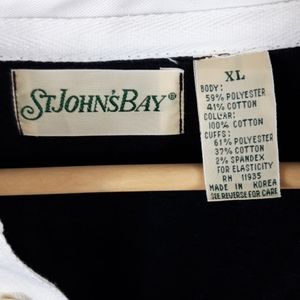 ST JOHN'S BAY®
XL
BODY:
59% POLYESTER
41% COTTON
COLLAR:
100% COTTON
CUFFS:
61% POLYESTER
37% COTTON
2% SPANDEX
FOR ELASTICITY
RN 11935
MADE IN KOREA
SEE REVERSE FOR CARE